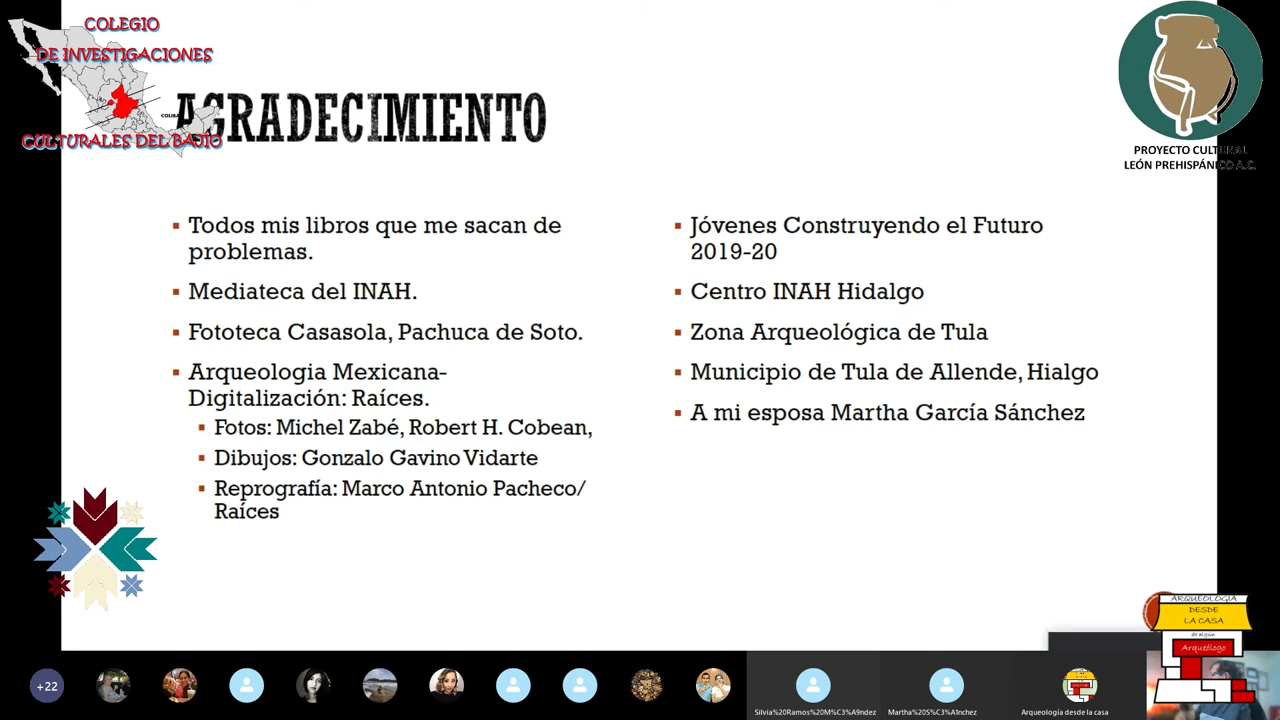 COLEGIO
DE INVESTIGACIONES
CULTURALES DEL BAJÍO
AGRADECIMIENTO
PROYECTO CULTURAL
LEÓN PREHISPÁNICO A.C.
▪ Todos mis libros que me sacan de
problemas.
▪ Mediateca del INAH.
▪ Fototeca Casasola, Pachuca de Soto.
▪ Arqueologia Mexicana-
Digitalización: Raíces.
▪ Fotos: Michel Zabé, Robert H. Cobean,
▪ Dibujos: Gonzalo Gavino Vidarte
▪ Reprografía: Marco Antonio Pacheco/
Raíces
▪ Jóvenes Construyendo el Futuro
2019-20
▪ Centro INAH Hidalgo
▪ Zona Arqueológica de Tula
▪ Municipio de Tula de Allende, Hialgo
▪ A mi esposa Martha García Sánchez
ARQUEOLOGIA
DESDE
LA CASA
de algún
Arqueólogo
+22
Silvia%20Ramos%20M%C3%A9ndez
Martha%20S%C3%A1nchez
Arqueología desde la casa